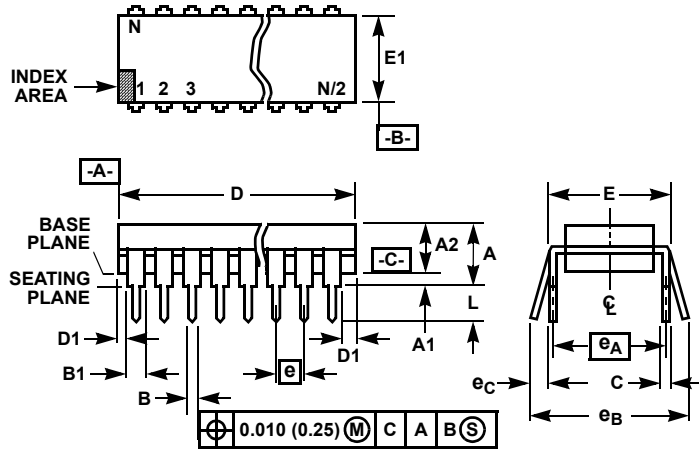 N
E1
INDEX
AREA
1 2 3 N/2
-B-
-A-
D
E
BASE
PLANE
A2
A
-C-
SEATING
PLANE
L
D1
A1
D1
B1
e
B
℄
eA
eC
C
eB
⌖ 0.010 (0.25) Ⓜ C A B Ⓢ